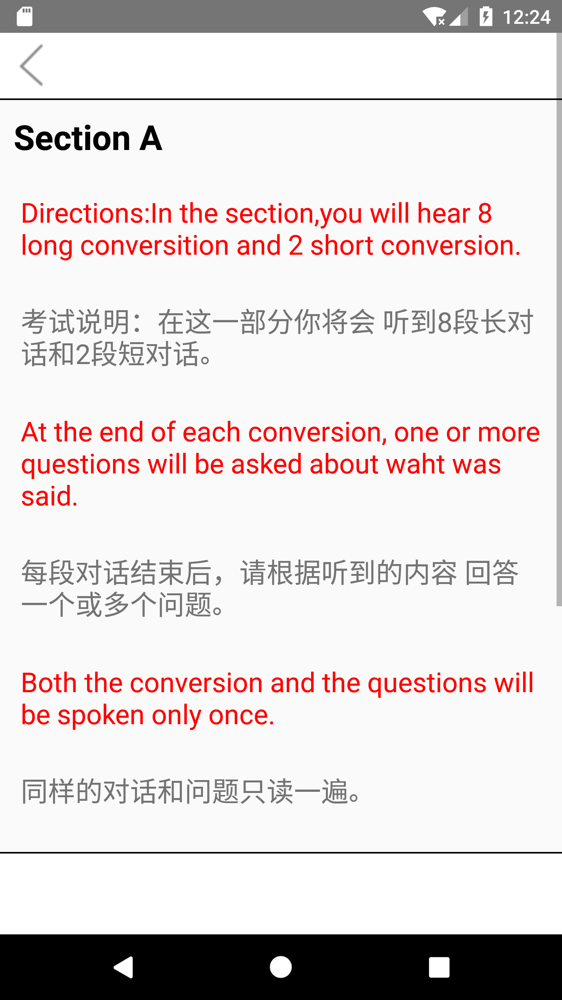 12:24
Section A
Directions:In the section,you will hear 8
long conversition and 2 short conversion.
考试说明：在这一部分你将会 听到8段长对
话和2段短对话。
At the end of each conversion, one or more
questions will be asked about waht was
said.
每段对话结束后，请根据听到的内容 回答
一个或多个问题。
Both the conversion and the questions will
be spoken only once.
同样的对话和问题只读一遍。